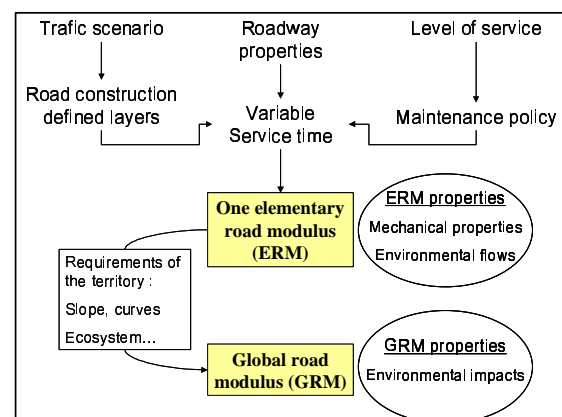 Trafic scenario
Roadway
properties
Level of service
Road construction
defined layers
Variable
Service time
Maintenance policy
One elementary
road modulus
(ERM)
ERM properties
Mechanical properties
Environmental flows
Requirements of
the territory :
Slope, curves
Ecosystem...
Global road
modulus (GRM)
GRM properties
Environmental impacts